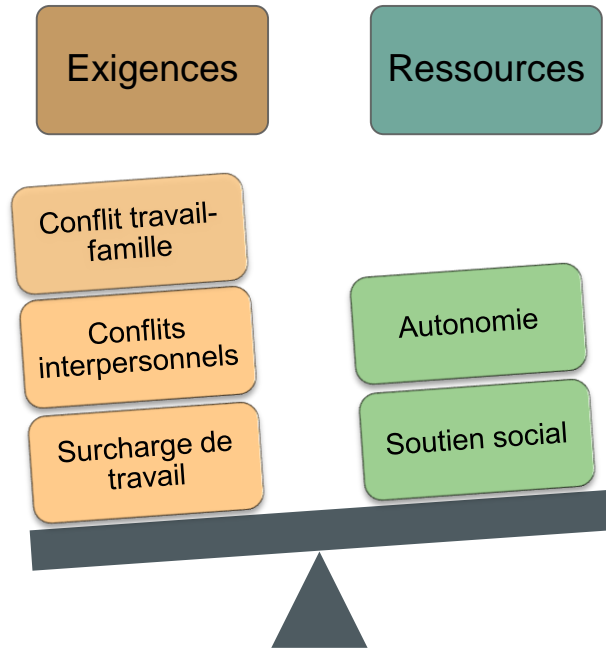 Exigences
Ressources
Conflit travail-
famille
Conflits
interpersonnels
Surcharge de
travail
Autonomie
Soutien social